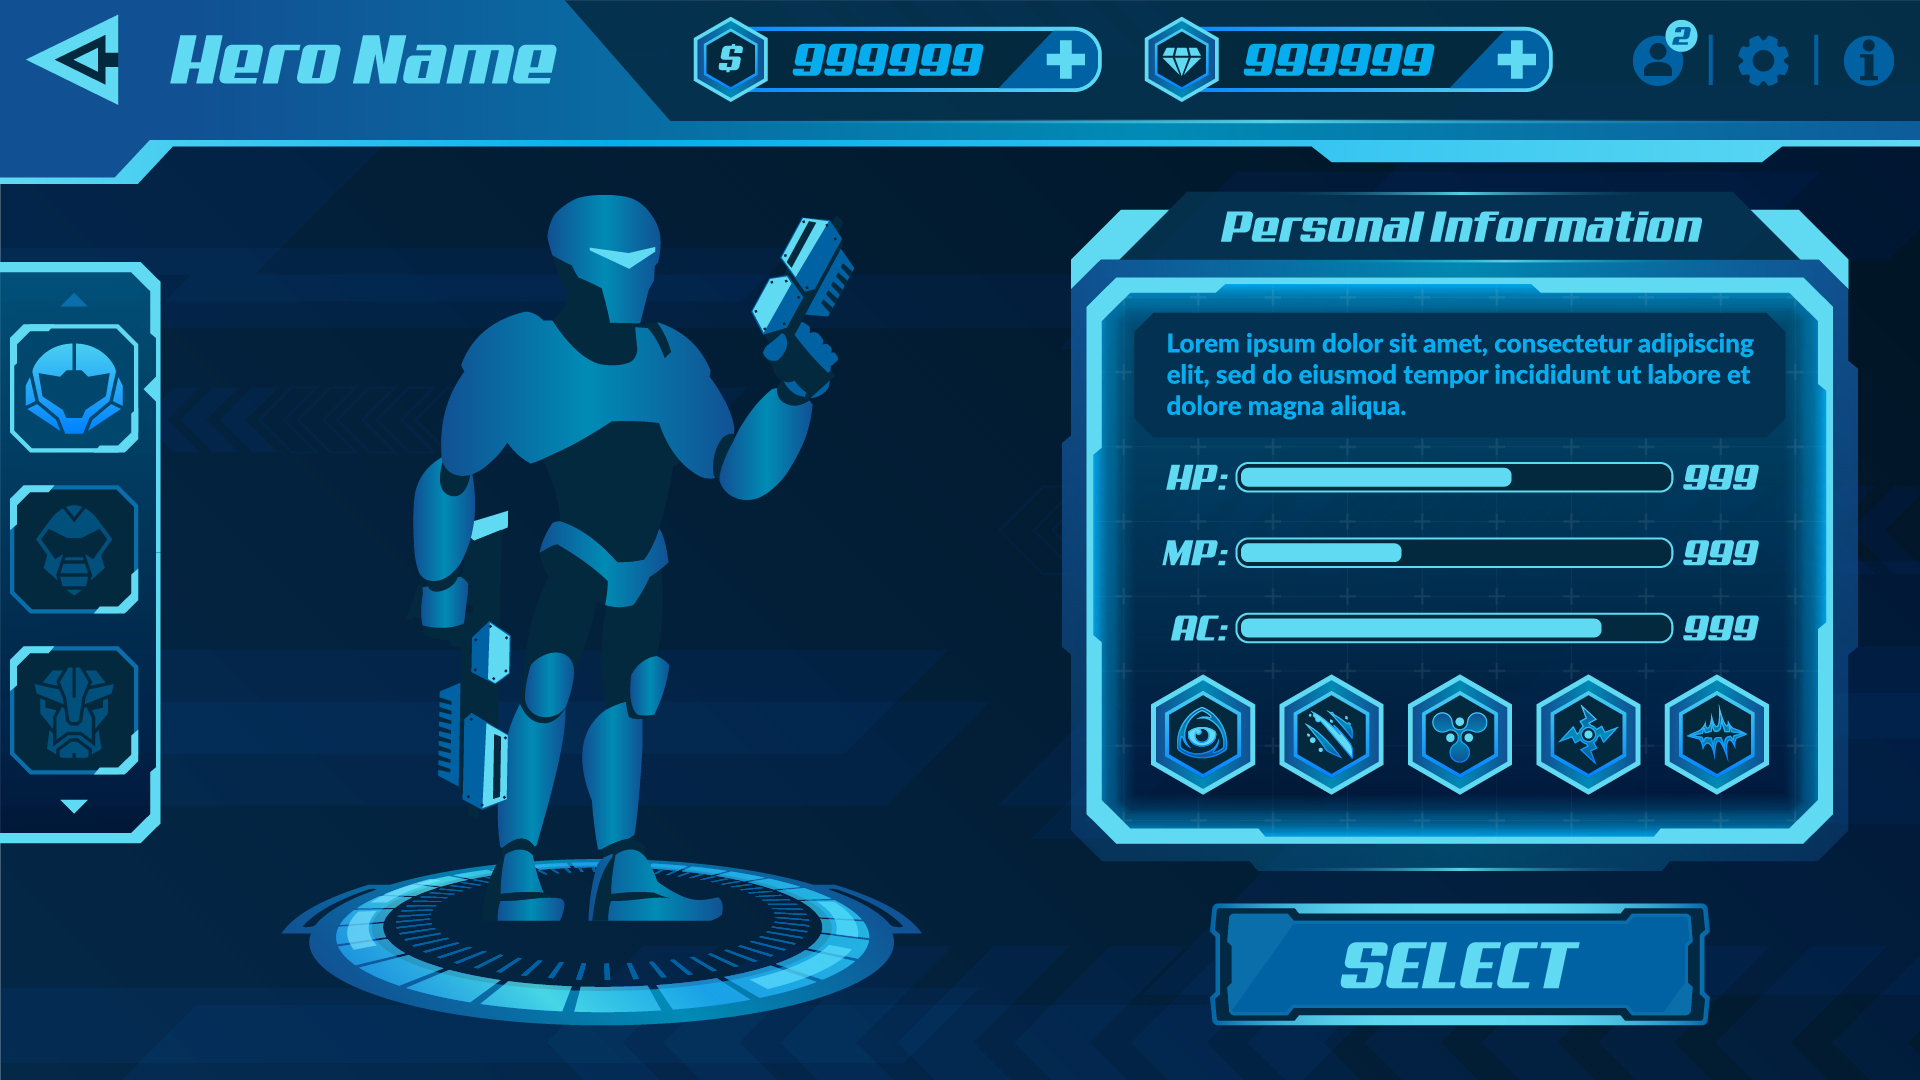 Hero Name
$ 999999
999999
2
i
Personal Information
Lorem ipsum dolor sit amet, consectetur adipiscing
elit, sed do eiusmod tempor incididunt ut labore et
dolore magna aliqua.
HP: 999
MP: 999
AC: 999
SELECT